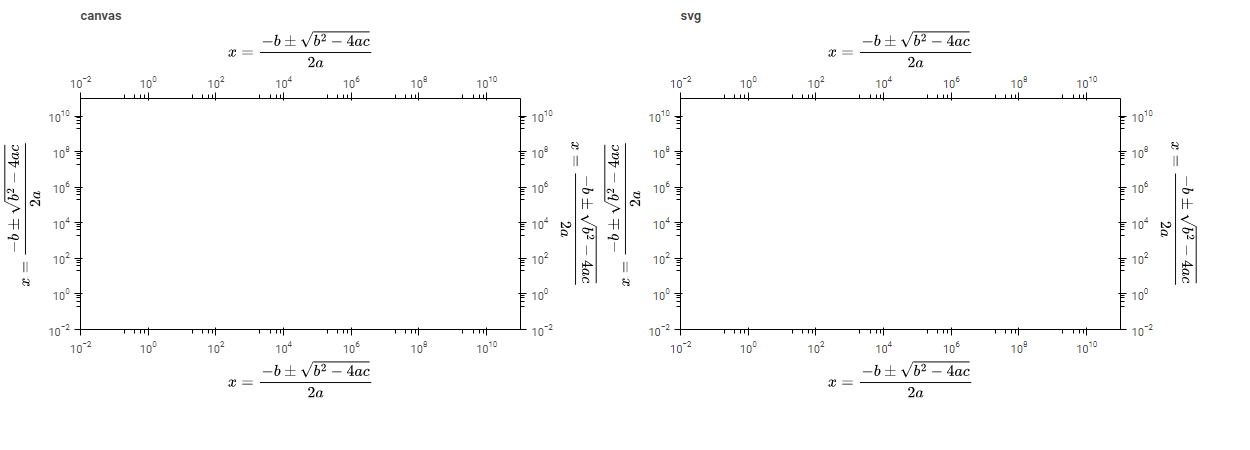 canvas
x = \frac{-b \pm \sqrt{b^2 - 4ac}}{2a}
10^{-2} 10^{0} 10^{2} 10^{4} 10^{6} 10^{8} 10^{10}
x = \frac{-b \pm \sqrt{b^2 - 4ac}}{2a}
10^{10}
10^{8}
10^{6}
10^{4}
10^{2}
10^{0}
10^{-2}
10^{10}
10^{8}
10^{6}
10^{4}
10^{2}
10^{0}
10^{-2}
x = \frac{-b \pm \sqrt{b^2 - 4ac}}{2a}
10^{-2} 10^{0} 10^{2} 10^{4} 10^{6} 10^{8} 10^{10}
x = \frac{-b \pm \sqrt{b^2 - 4ac}}{2a}
svg
x = \frac{-b \pm \sqrt{b^2 - 4ac}}{2a}
10^{-2} 10^{0} 10^{2} 10^{4} 10^{6} 10^{8} 10^{10}
x = \frac{-b \pm \sqrt{b^2 - 4ac}}{2a}
10^{10}
10^{8}
10^{6}
10^{4}
10^{2}
10^{0}
10^{-2}
10^{10}
10^{8}
10^{6}
10^{4}
10^{2}
10^{0}
10^{-2}
x = \frac{-b \pm \sqrt{b^2 - 4ac}}{2a}
10^{-2} 10^{0} 10^{2} 10^{4} 10^{6} 10^{8} 10^{10}
x = \frac{-b \pm \sqrt{b^2 - 4ac}}{2a}